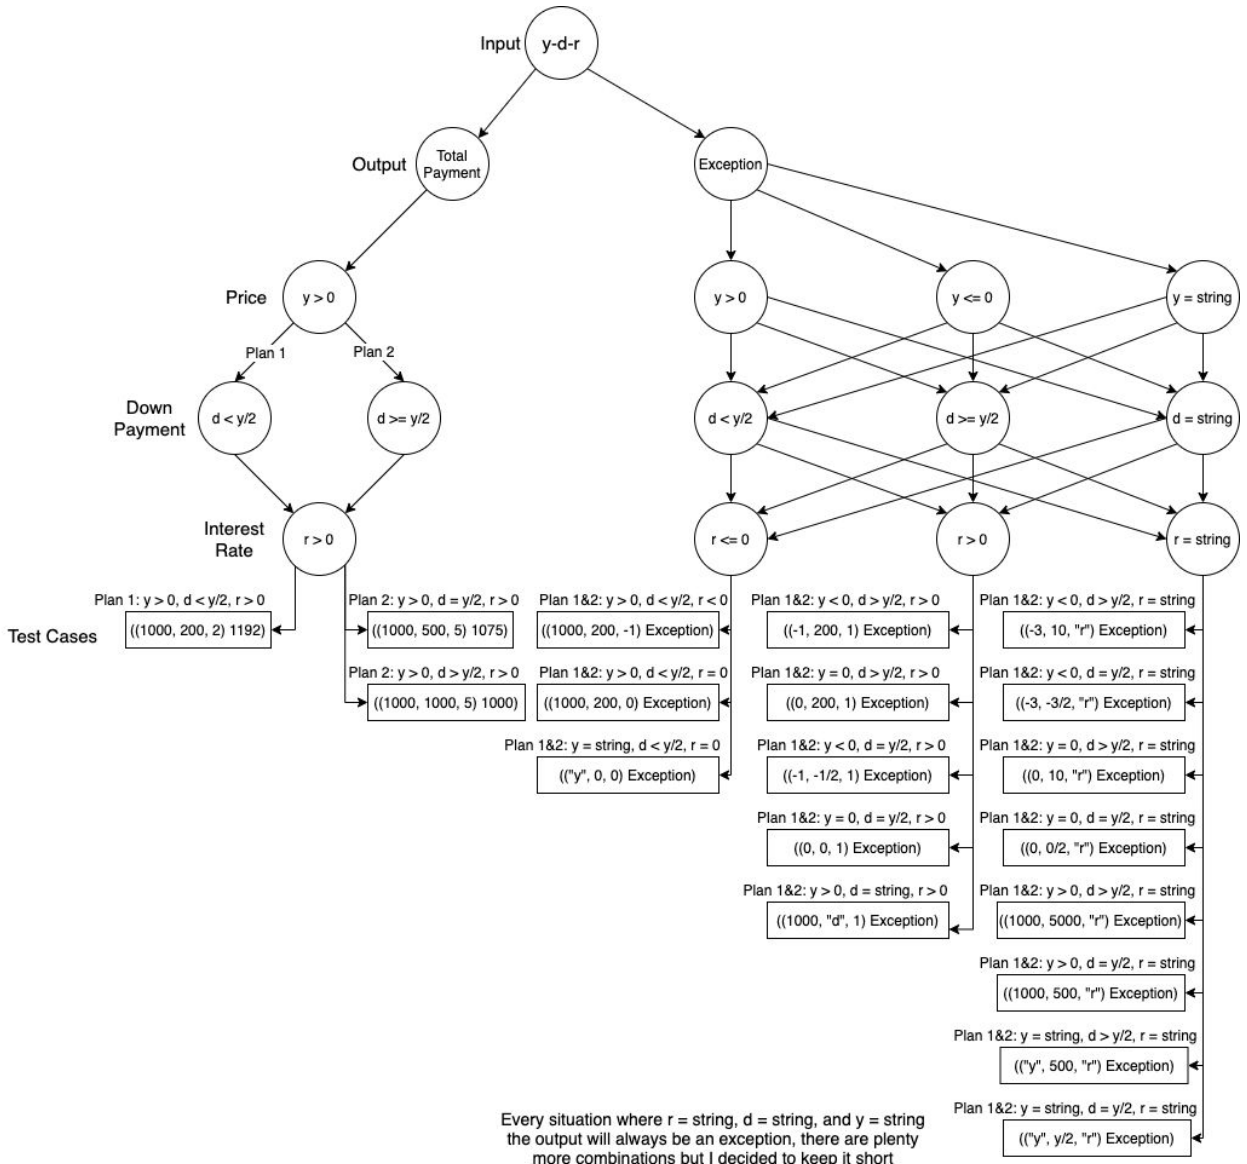 Input
y-d-r
Output
Total
Payment
Exception
Price
y > 0
y > 0
y <= 0
y = string
Plan 1
Plan 2
Down
Payment
d < y/2
d >= y/2
d < y/2
d >= y/2
d = string
Interest
Rate
r > 0
r <= 0
r > 0
r = string
Test Cases
Plan 1: y > 0, d < y/2, r > 0
((1000, 200, 2) 1192)
Plan 2: y > 0, d = y/2, r > 0
((1000, 500, 5) 1075)
Plan 2: y > 0, d > y/2, r > 0
((1000, 1000, 5) 1000)
Plan 1&2: y > 0, d < y/2, r < 0
((1000, 200, -1) Exception)
Plan 1&2: y > 0, d < y/2, r = 0
((1000, 200, 0) Exception)
Plan 1&2: y = string, d < y/2, r = 0
(("y", 0, 0) Exception)
Plan 1&2: y < 0, d > y/2, r > 0
((-1, 200, 1) Exception)
Plan 1&2: y = 0, d > y/2, r > 0
((0, 200, 1) Exception)
Plan 1&2: y < 0, d = y/2, r > 0
((-1, -1/2, 1) Exception)
Plan 1&2: y = 0, d = y/2, r > 0
((0, 0, 1) Exception)
Plan 1&2: y > 0, d = string, r > 0
((1000, "d", 1) Exception)
Plan 1&2: y < 0, d > y/2, r = string
((-3, 10, "r") Exception)
Plan 1&2: y < 0, d = y/2, r = string
((-3, -3/2, "r") Exception)
Plan 1&2: y = 0, d > y/2, r = string
((0, 10, "r") Exception)
Plan 1&2: y = 0, d = y/2, r = string
((0, 0/2, "r") Exception)
Plan 1&2: y > 0, d > y/2, r = string
((1000, 5000, "r") Exception)
Plan 1&2: y > 0, d = y/2, r = string
((1000, 500, "r") Exception)
Plan 1&2: y = string, d > y/2, r = string
(("y", 500, "r") Exception)
Plan 1&2: y = string, d = y/2, r = string
(("y", y/2, "r") Exception)
Every situation where r = string, d = string, and y = string
the output will always be an exception, there are plenty
more combinations but I decided to keep it short